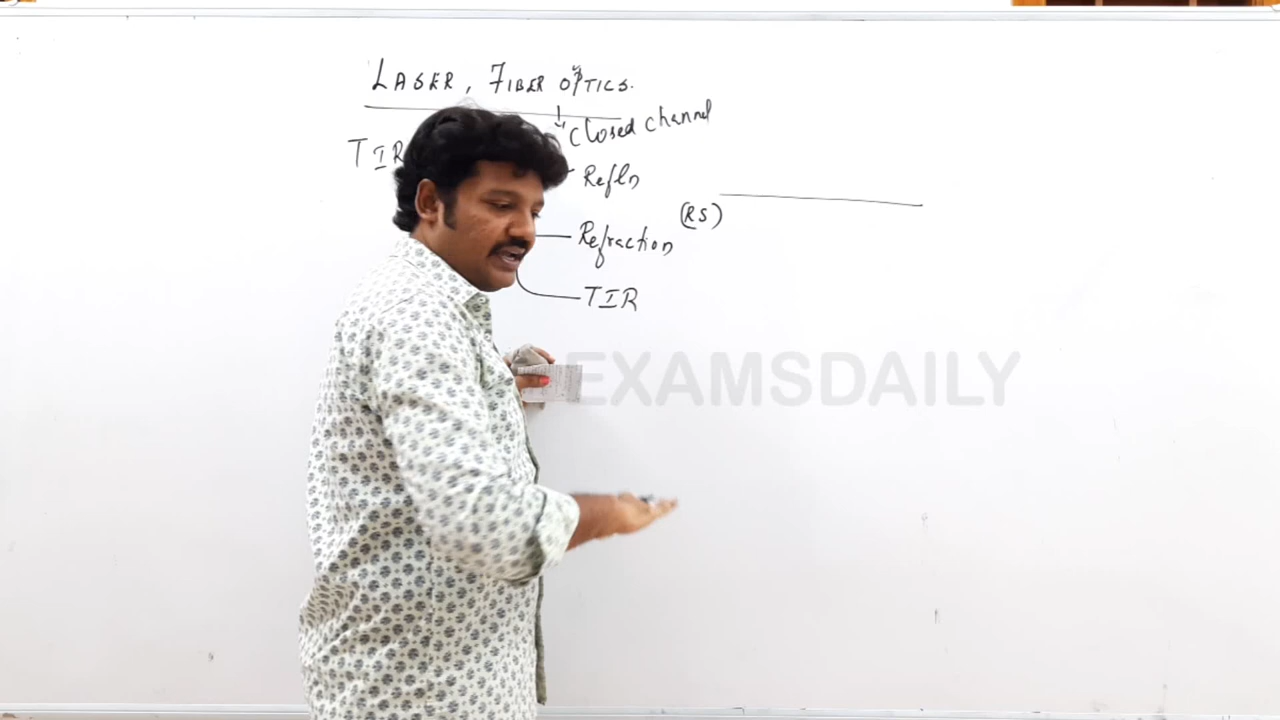 LASER, FIBER OPTICS.
Closed channel
TIR
Refln
(RS)
Refraction
TIR
EXAMSDAILY